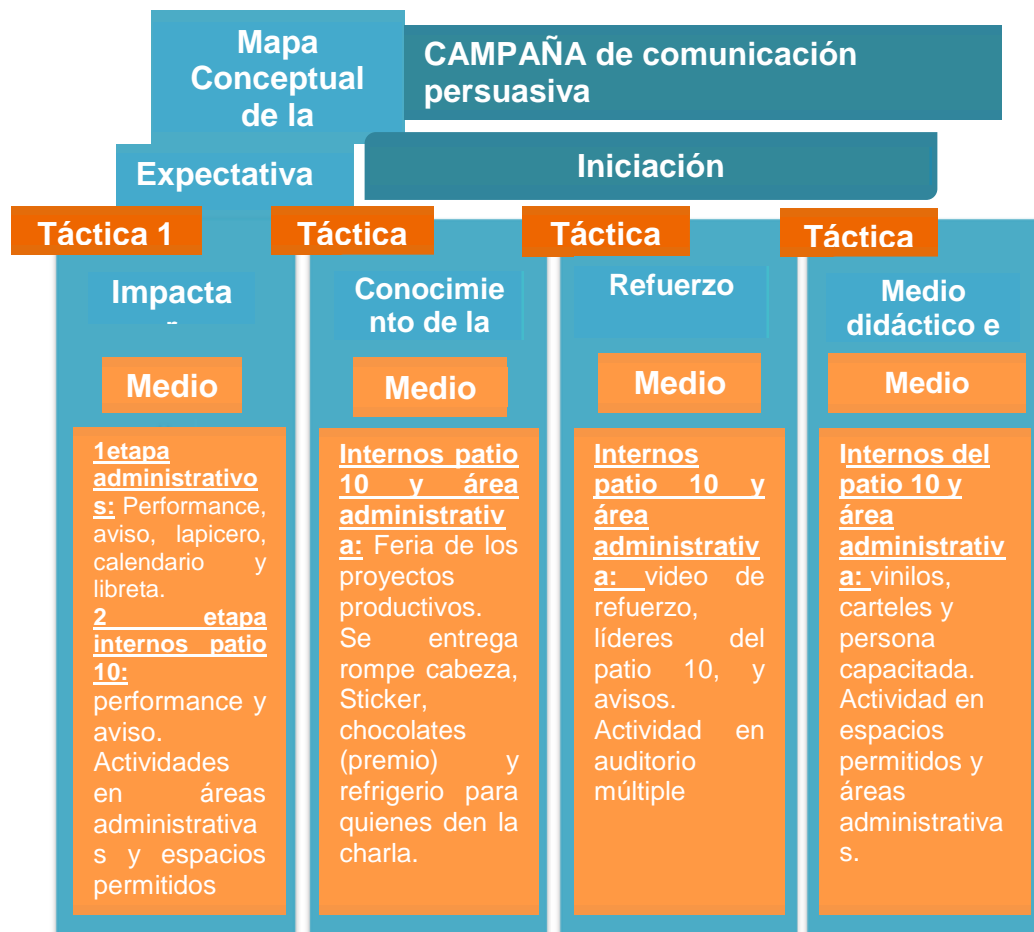 Mapa
Conceptual
de la
CAMPAÑA de comunicación
persuasiva
Expectativa
Iniciación
Táctica 1
Impacta
Medio
1etapa
administrativo
s: Performance,
aviso, lapicero,
calendario y
libreta.
2 etapa
internos patio
10:
performance y
aviso.
Actividades
en áreas
administrativa
s y espacios
permitidos
Táctica
Conocimie
nto de la
Medio
Internos patio
10 y área
administrativ
a: Feria de los
proyectos
productivos.
Se entrega
rompe cabeza,
Sticker,
chocolates
(premio) y
refrigerio para
quienes den la
charla.
Táctica
Refuerzo
Medio
Internos
patio 10 y
área
administrativ
a: video de
refuerzo,
líderes del
patio 10, y
avisos.
Actividad en
auditorio
múltiple
Táctica
Medio
didáctico e
Medio
Internos del
patio 10 y
área
administrativ
a: vinilos,
carteles y
persona
capacitada.
Actividad en
espacios
permitidos y
áreas
administrativa
s.